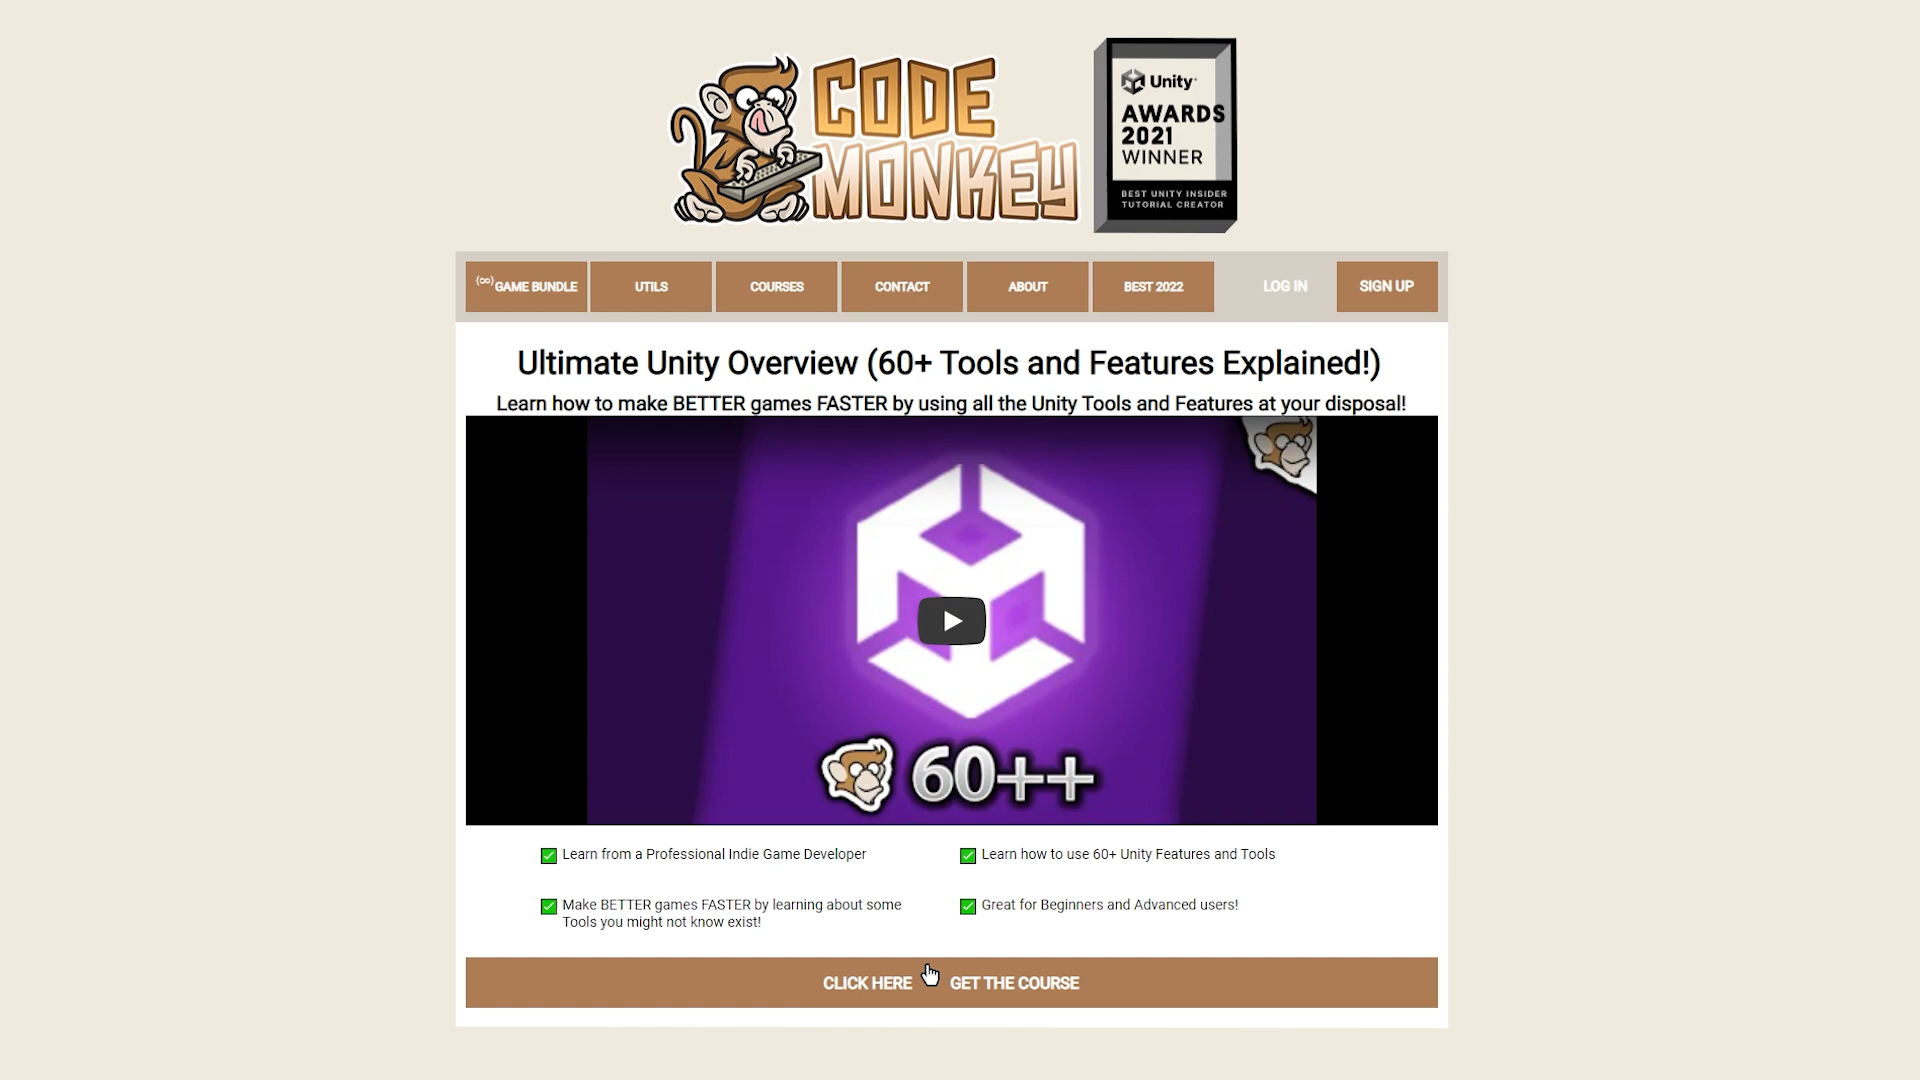 CODE
MONKEY
Unity
AWARDS
2021
WINNER
BEST UNITY INSIDER
TUTORIAL CREATOR
{∞}GAME BUNDLE
UTILS
COURSES
CONTACT
ABOUT
BEST 2022
LOG IN
SIGN UP
Ultimate Unity Overview (60+ Tools and Features Explained!)
Learn how to make BETTER games FASTER by using all the Unity Tools and Features at your disposal!
60++
Learn from a Professional Indie Game Developer
Learn how to use 60+ Unity Features and Tools
Make BETTER games FASTER by learning about some
Tools you might not know exist!
Great for Beginners and Advanced users!
CLICK HERE GET THE COURSE